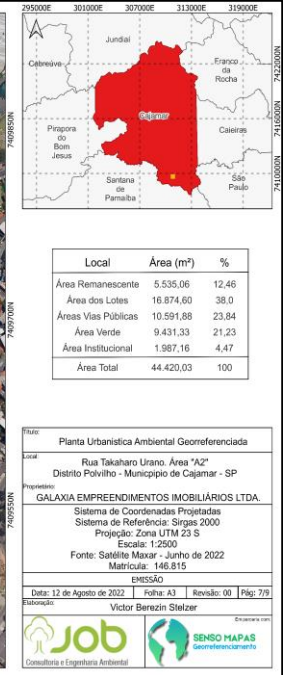 295000E 301000E 307000E 313000E 319000E
Jundiaí
Cabreúva
Franco
da
Rocha
7422000N
Cajamar
7416000N
7409850N
Pirapora
do
Bom
Jesus
Caieiras
Santana
de
Parnaíba
São
Paulo
7410000N
Local Área (m²) %
Área Remanescente 5.535,06 12,46
Área dos Lotes 16.874,60 38,0
Áreas Vias Públicas 10.591,88 23,84
Área Verde 9.431,33 21,23
Área Institucional 1.987,16 4,47
Área Total 44.420,03 100
7409700N
Título:
Planta Urbanistica Ambiental Georreferenciada
Local:
Rua Takaharo Urano. Área "A2"
Distrito Polvilho - Municipio de Cajamar - SP
Proprietário:
GALAXIA EMPREENDIMENTOS IMOBILIÁRIOS LTDA.
Sistema de Coordenadas Projetadas
Sistema de Referência: Sirgas 2000
Projeção: Zona UTM 23 S
Escala: 1:2500
Fonte: Satélite Maxar - Junho de 2022
Matrícula: 146.815
7409550N
EMISSÃO
Data: 12 de Agosto de 2022 Folha: A3 Revisão: 00 Pág: 7/9
Elaboração:
Victor Berezin Stelzer
Em parceria com:
Job
Consultoria e Engenharia Ambiental
SENSO MAPAS
Georreferenciamento